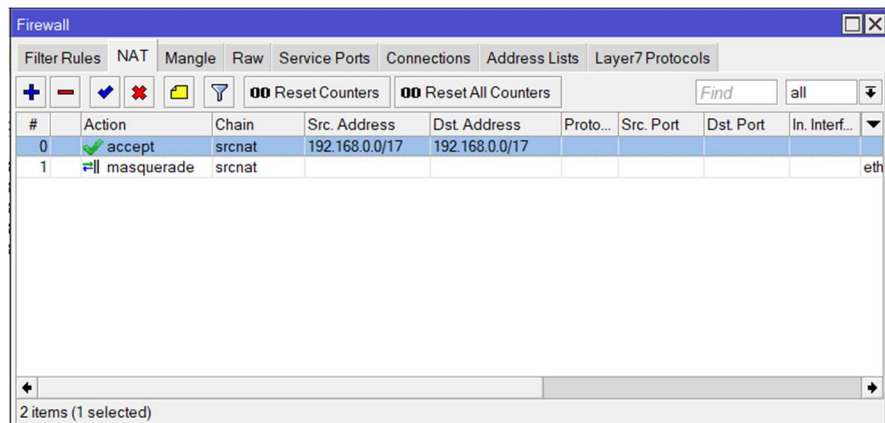 Firewall
Filter Rules NAT Mangle Raw Service Ports Connections Address Lists Layer7 Protocols
00 Reset Counters 00 Reset All Counters Find all
# Action Chain Src. Address Dst. Address Proto... Src. Port Dst. Port In. Interf...
0 accept srcnat 192.168.0.0/17 192.168.0.0/17
1 masquerade srcnat eth
2 items (1 selected)